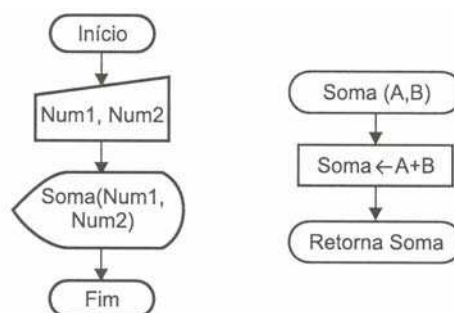 Início
Num1, Num2
Soma(Num1,
Num2)
Fim
Soma (A,B)
Soma←A+B
Retorna Soma